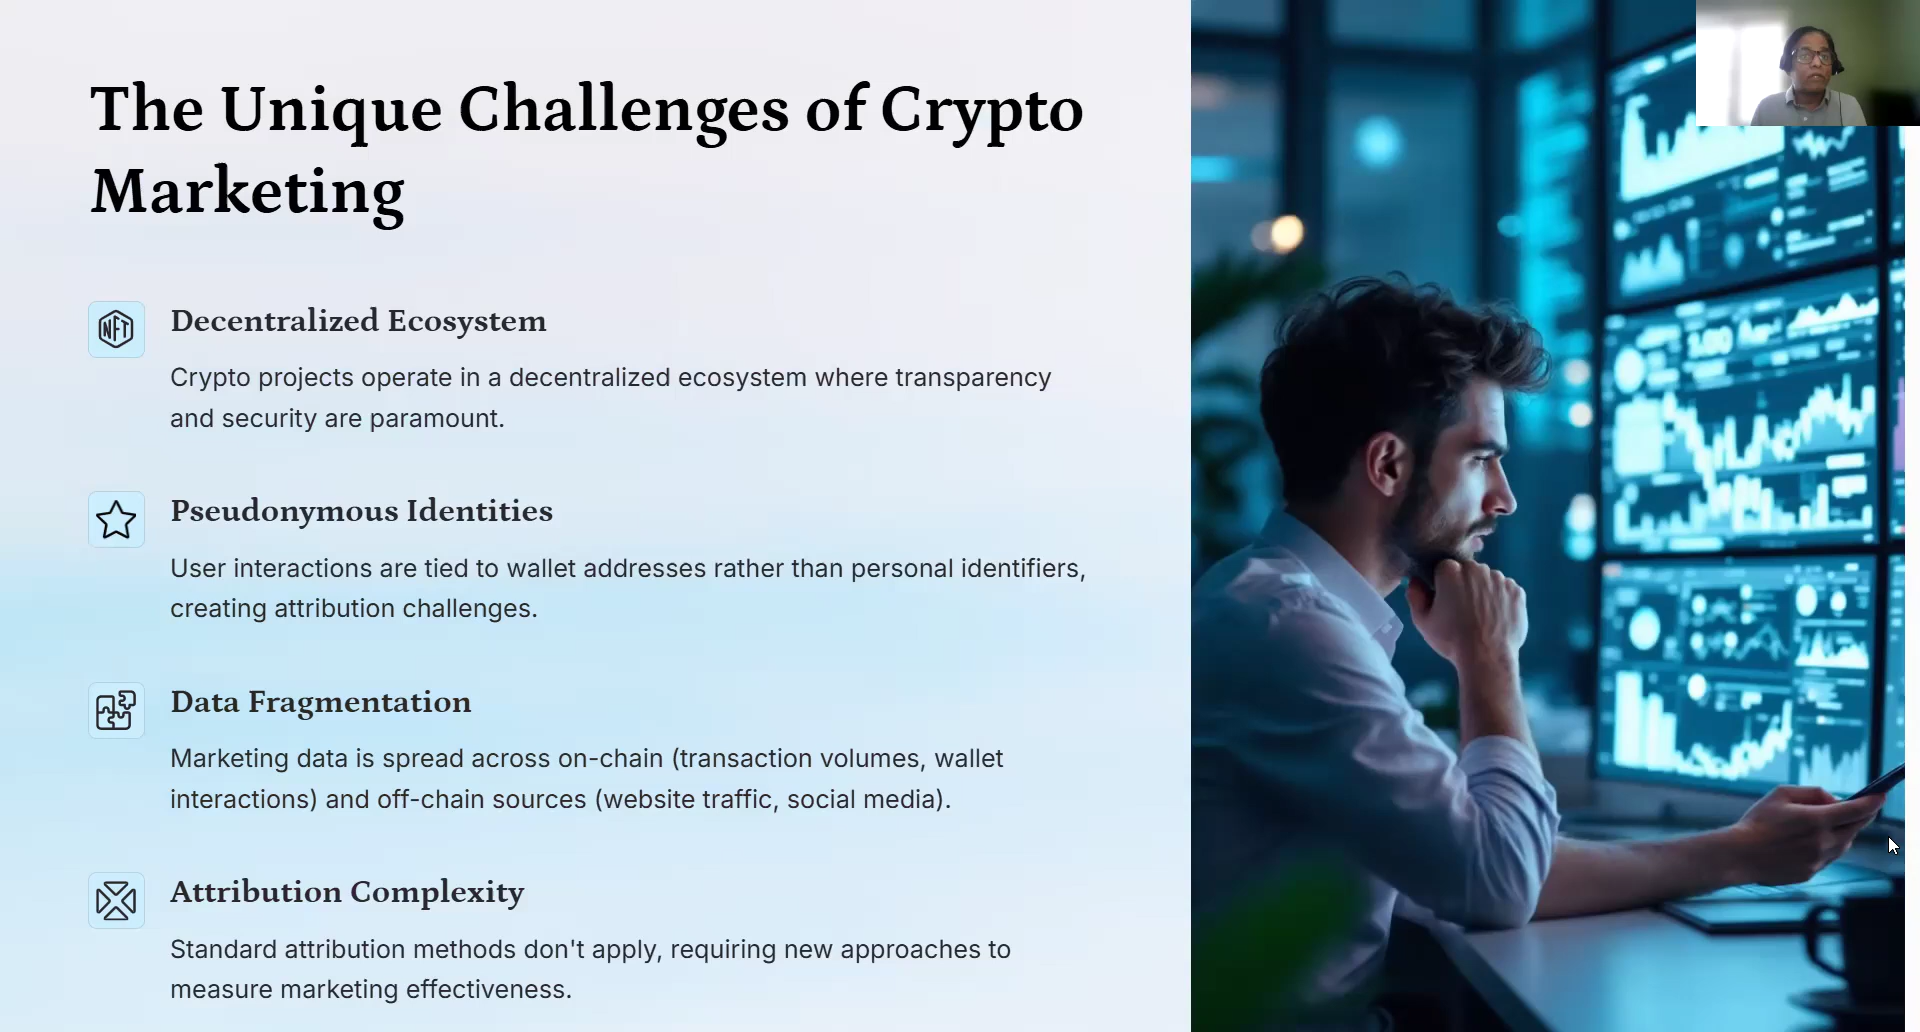 The Unique Challenges of Crypto
Marketing
NFT
Decentralized Ecosystem
Crypto projects operate in a decentralized ecosystem where transparency
and security are paramount.
Pseudonymous Identities
User interactions are tied to wallet addresses rather than personal identifiers,
creating attribution challenges.
Data Fragmentation
Marketing data is spread across on-chain (transaction volumes, wallet
interactions) and off-chain sources (website traffic, social media).
Attribution Complexity
Standard attribution methods don't apply, requiring new approaches to
measure marketing effectiveness.